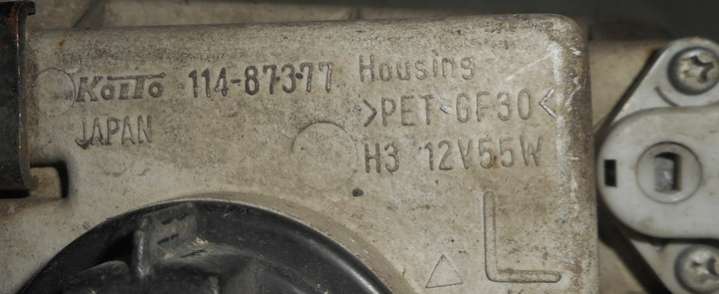 KOITO 114-87377 Housing
JAPAN >PET-GF30<
H3 12V55W
L